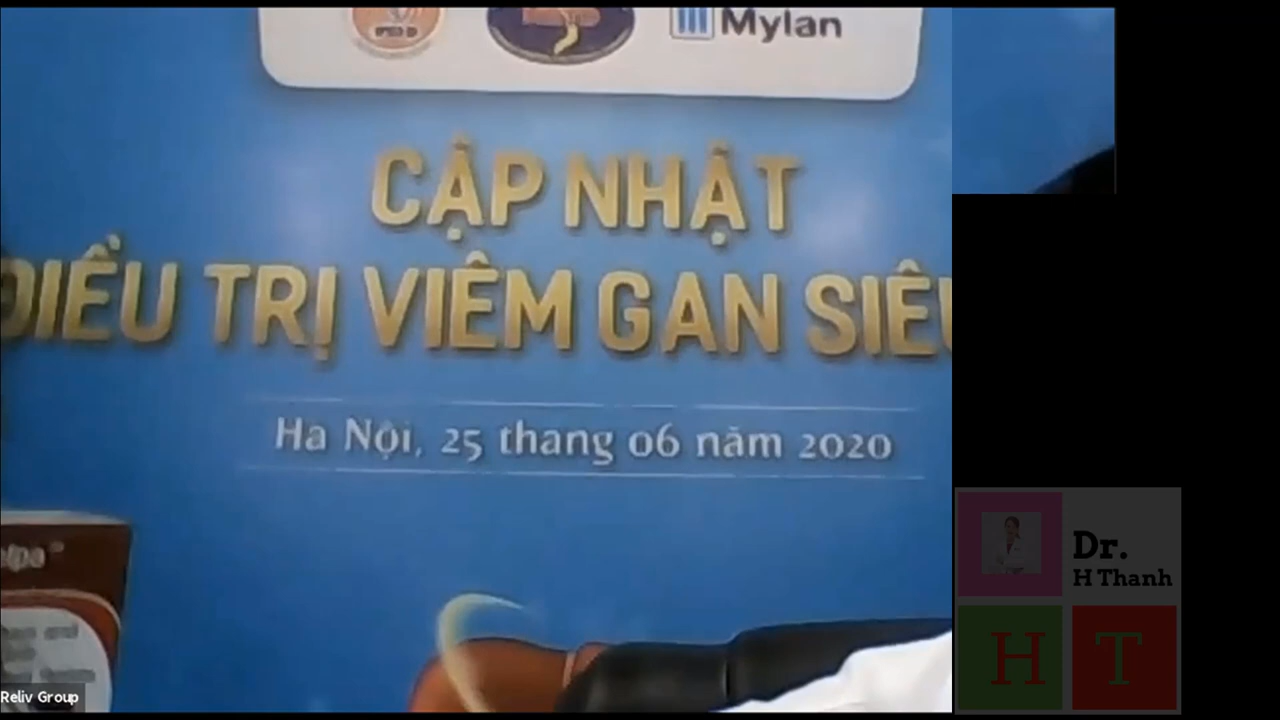 Mylan
CẬP NHẬT
ĐIỀU TRỊ VIÊM GAN SIÊU
Ha Nội, 25 thang 06 năm 2020
Reliv Group
Dr.
H Thanh
H T